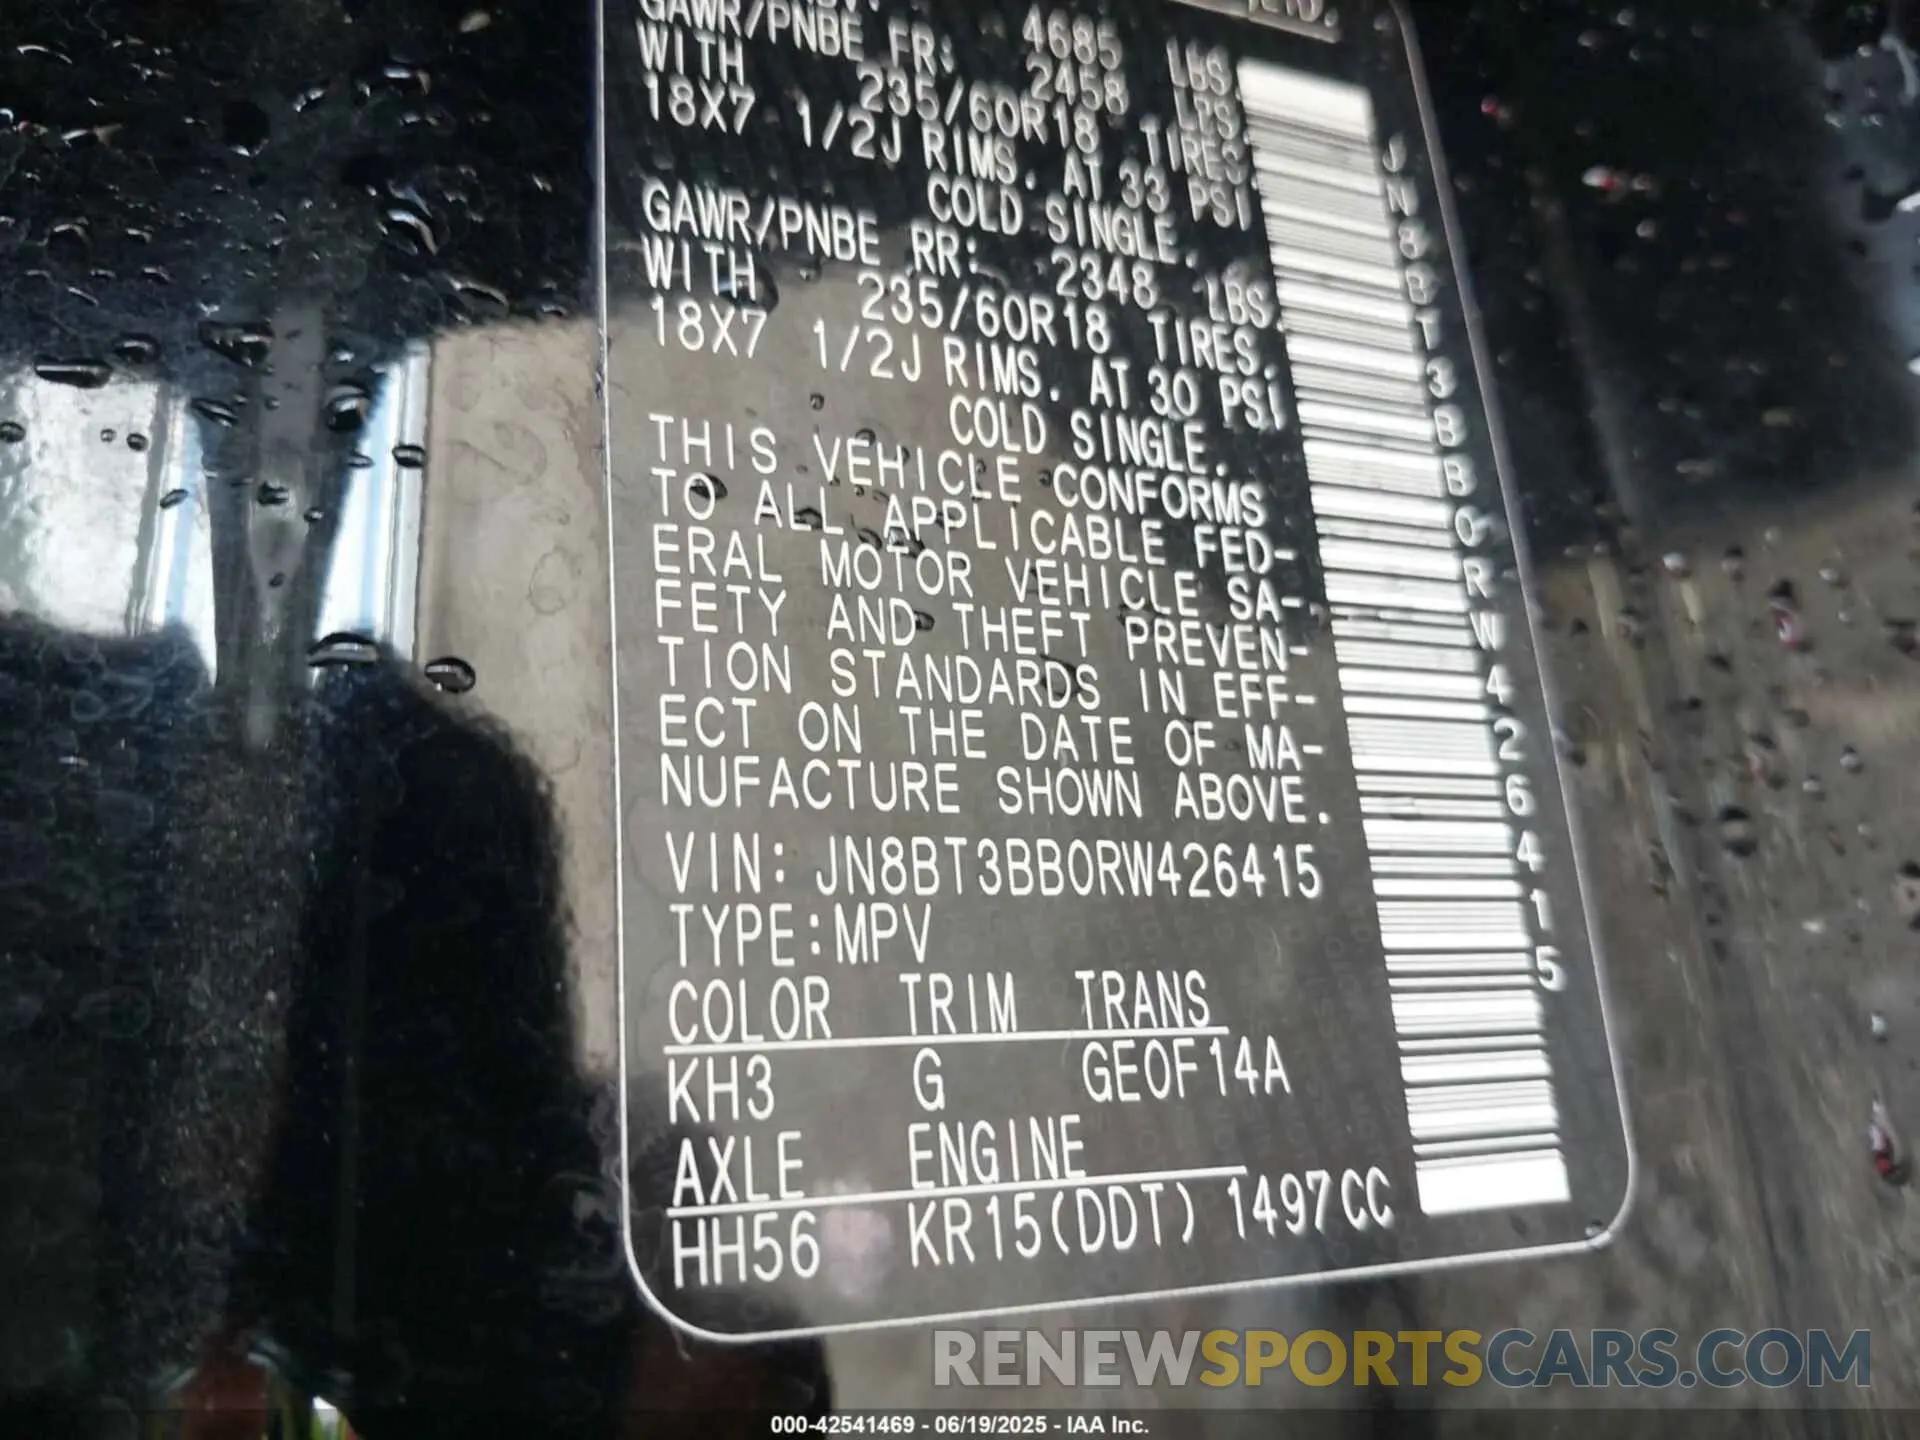 4685 LBS.
GAWR/PNBE FR: 2458 LBS.
WITH 235/60R18 TIRES.
18X7 1/2J RIMS. AT 33 PSI
COLD SINGLE.
GAWR/PNBE RR: 2348 LBS.
WITH 235/60R18 TIRES.
18X7 1/2J RIMS. AT 30 PSI
COLD SINGLE.
THIS VEHICLE CONFORMS
TO ALL APPLICABLE FED-
ERAL MOTOR VEHICLE SA-
FETY AND THEFT PREVEN-
TION STANDARDS IN EFF-
ECT ON THE DATE OF MA-
NUFACTURE SHOWN ABOVE.
VIN: JN8BT3BB0RW426415
TYPE:MPV
COLOR TRIM TRANS
KH3 G GE0F14A
AXLE ENGINE
HH56 KR15(DDT) 1497CC
JN8BT3BB0RW426415
RENEWSPORTSCARS.COM
000-42541469 - 06/19/2025 - IAA Inc.